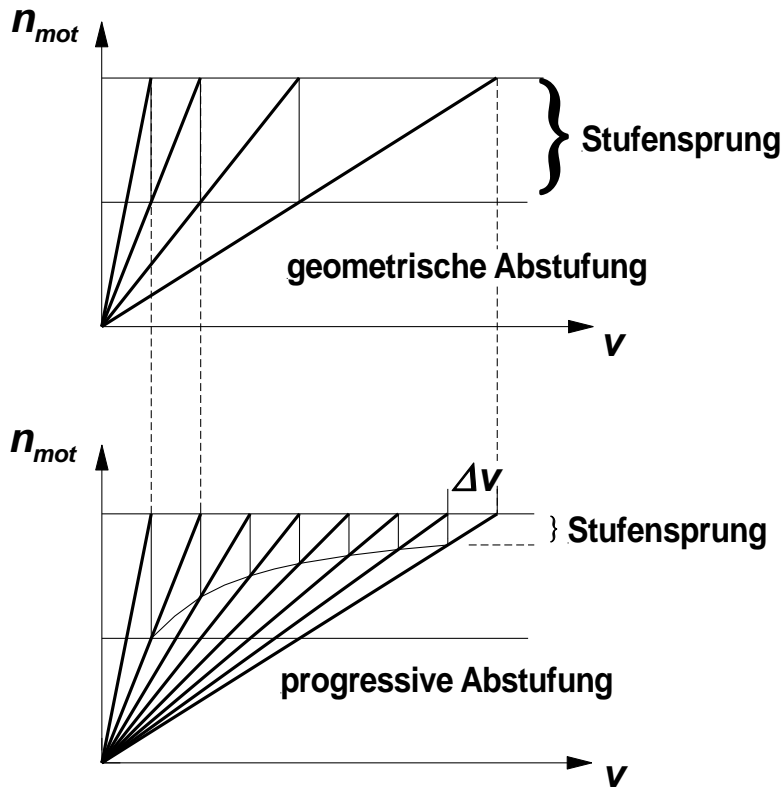 n_mot
} Stufensprung
geometrische Abstufung
v
n_mot
Δv
} Stufensprung
progressive Abstufung
v